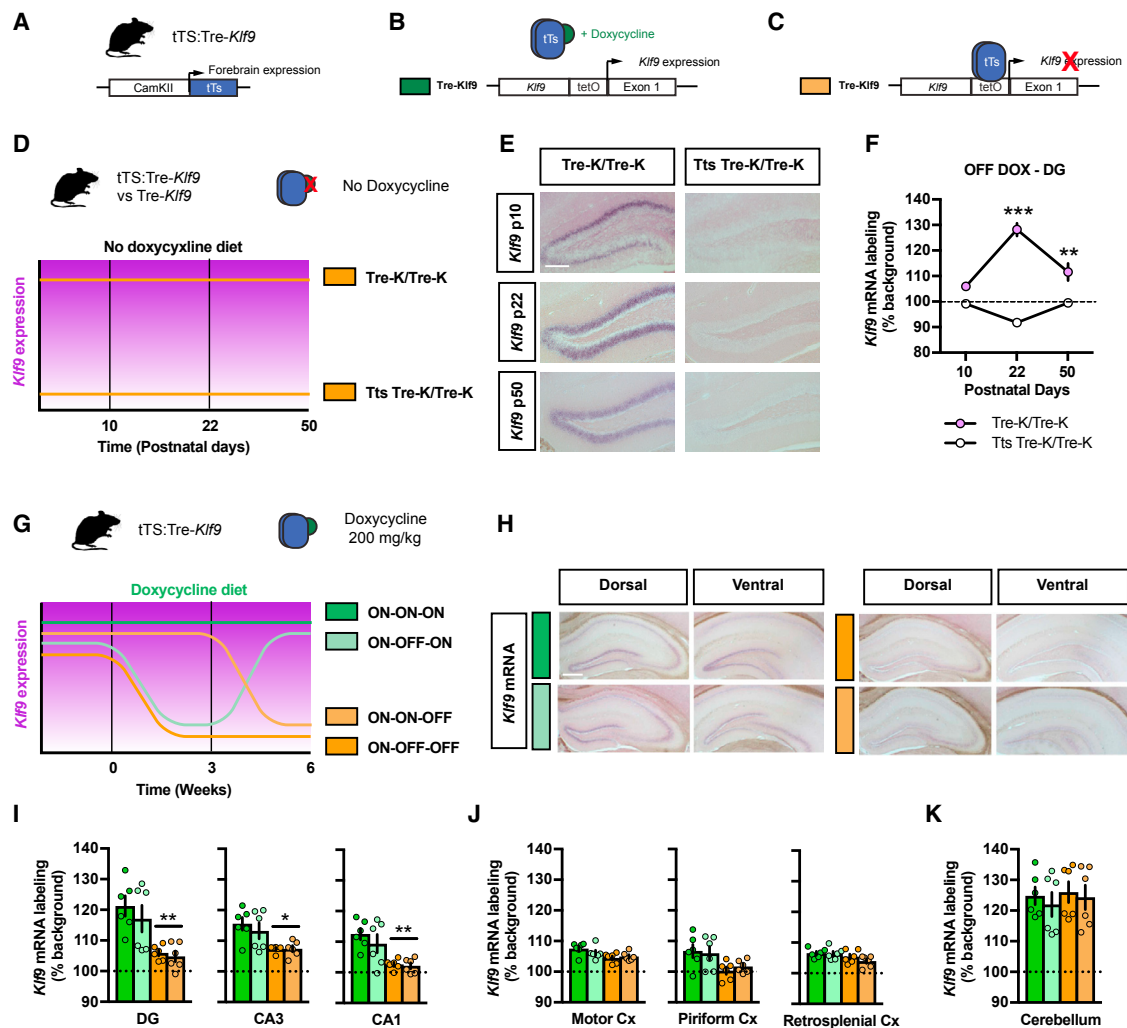 A
tTS:Tre-Klf9
Forebrain expression
CamKII
tTs
B
tTs
+ Doxycycline
Klf9 expression
Tre-Klf9
Klf9
tetO
Exon 1
C
tTs
Klf9 expression
X
Tre-Klf9
Klf9
tetO
Exon 1
D
tTS:Tre-Klf9
vs Tre-Klf9
X
No Doxycycline
No doxycyxline diet
Klf9 expression
Tre-K/Tre-K
Tts Tre-K/Tre-K
10
22
50
Time (Postnatal days)
E
Tre-K/Tre-K
Tts Tre-K/Tre-K
Klf9 p10
Klf9 p22
Klf9 p50
F
OFF DOX - DG
Klf9 mRNA labeling
(% background)
140
130
120
110
100
90
80
***
**
10
22
50
Postnatal Days
Tre-K/Tre-K
Tts Tre-K/Tre-K
G
tTS:Tre-Klf9
Doxycycline
200 mg/kg
Doxycycline diet
Klf9 expression
ON-ON-ON
ON-OFF-ON
ON-ON-OFF
ON-OFF-OFF
0
3
6
Time (Weeks)
H
Dorsal
Ventral
Dorsal
Ventral
Klf9 mRNA
I
Klf9 mRNA labeling
(% background)
140
130
120
110
100
90
**
*
**
DG
CA3
CA1
J
Klf9 mRNA labeling
(% background)
140
130
120
110
100
90
Motor Cx
Piriform Cx
Retrosplenial Cx
K
Klf9 mRNA labeling
(% background)
140
130
120
110
100
90
Cerebellum